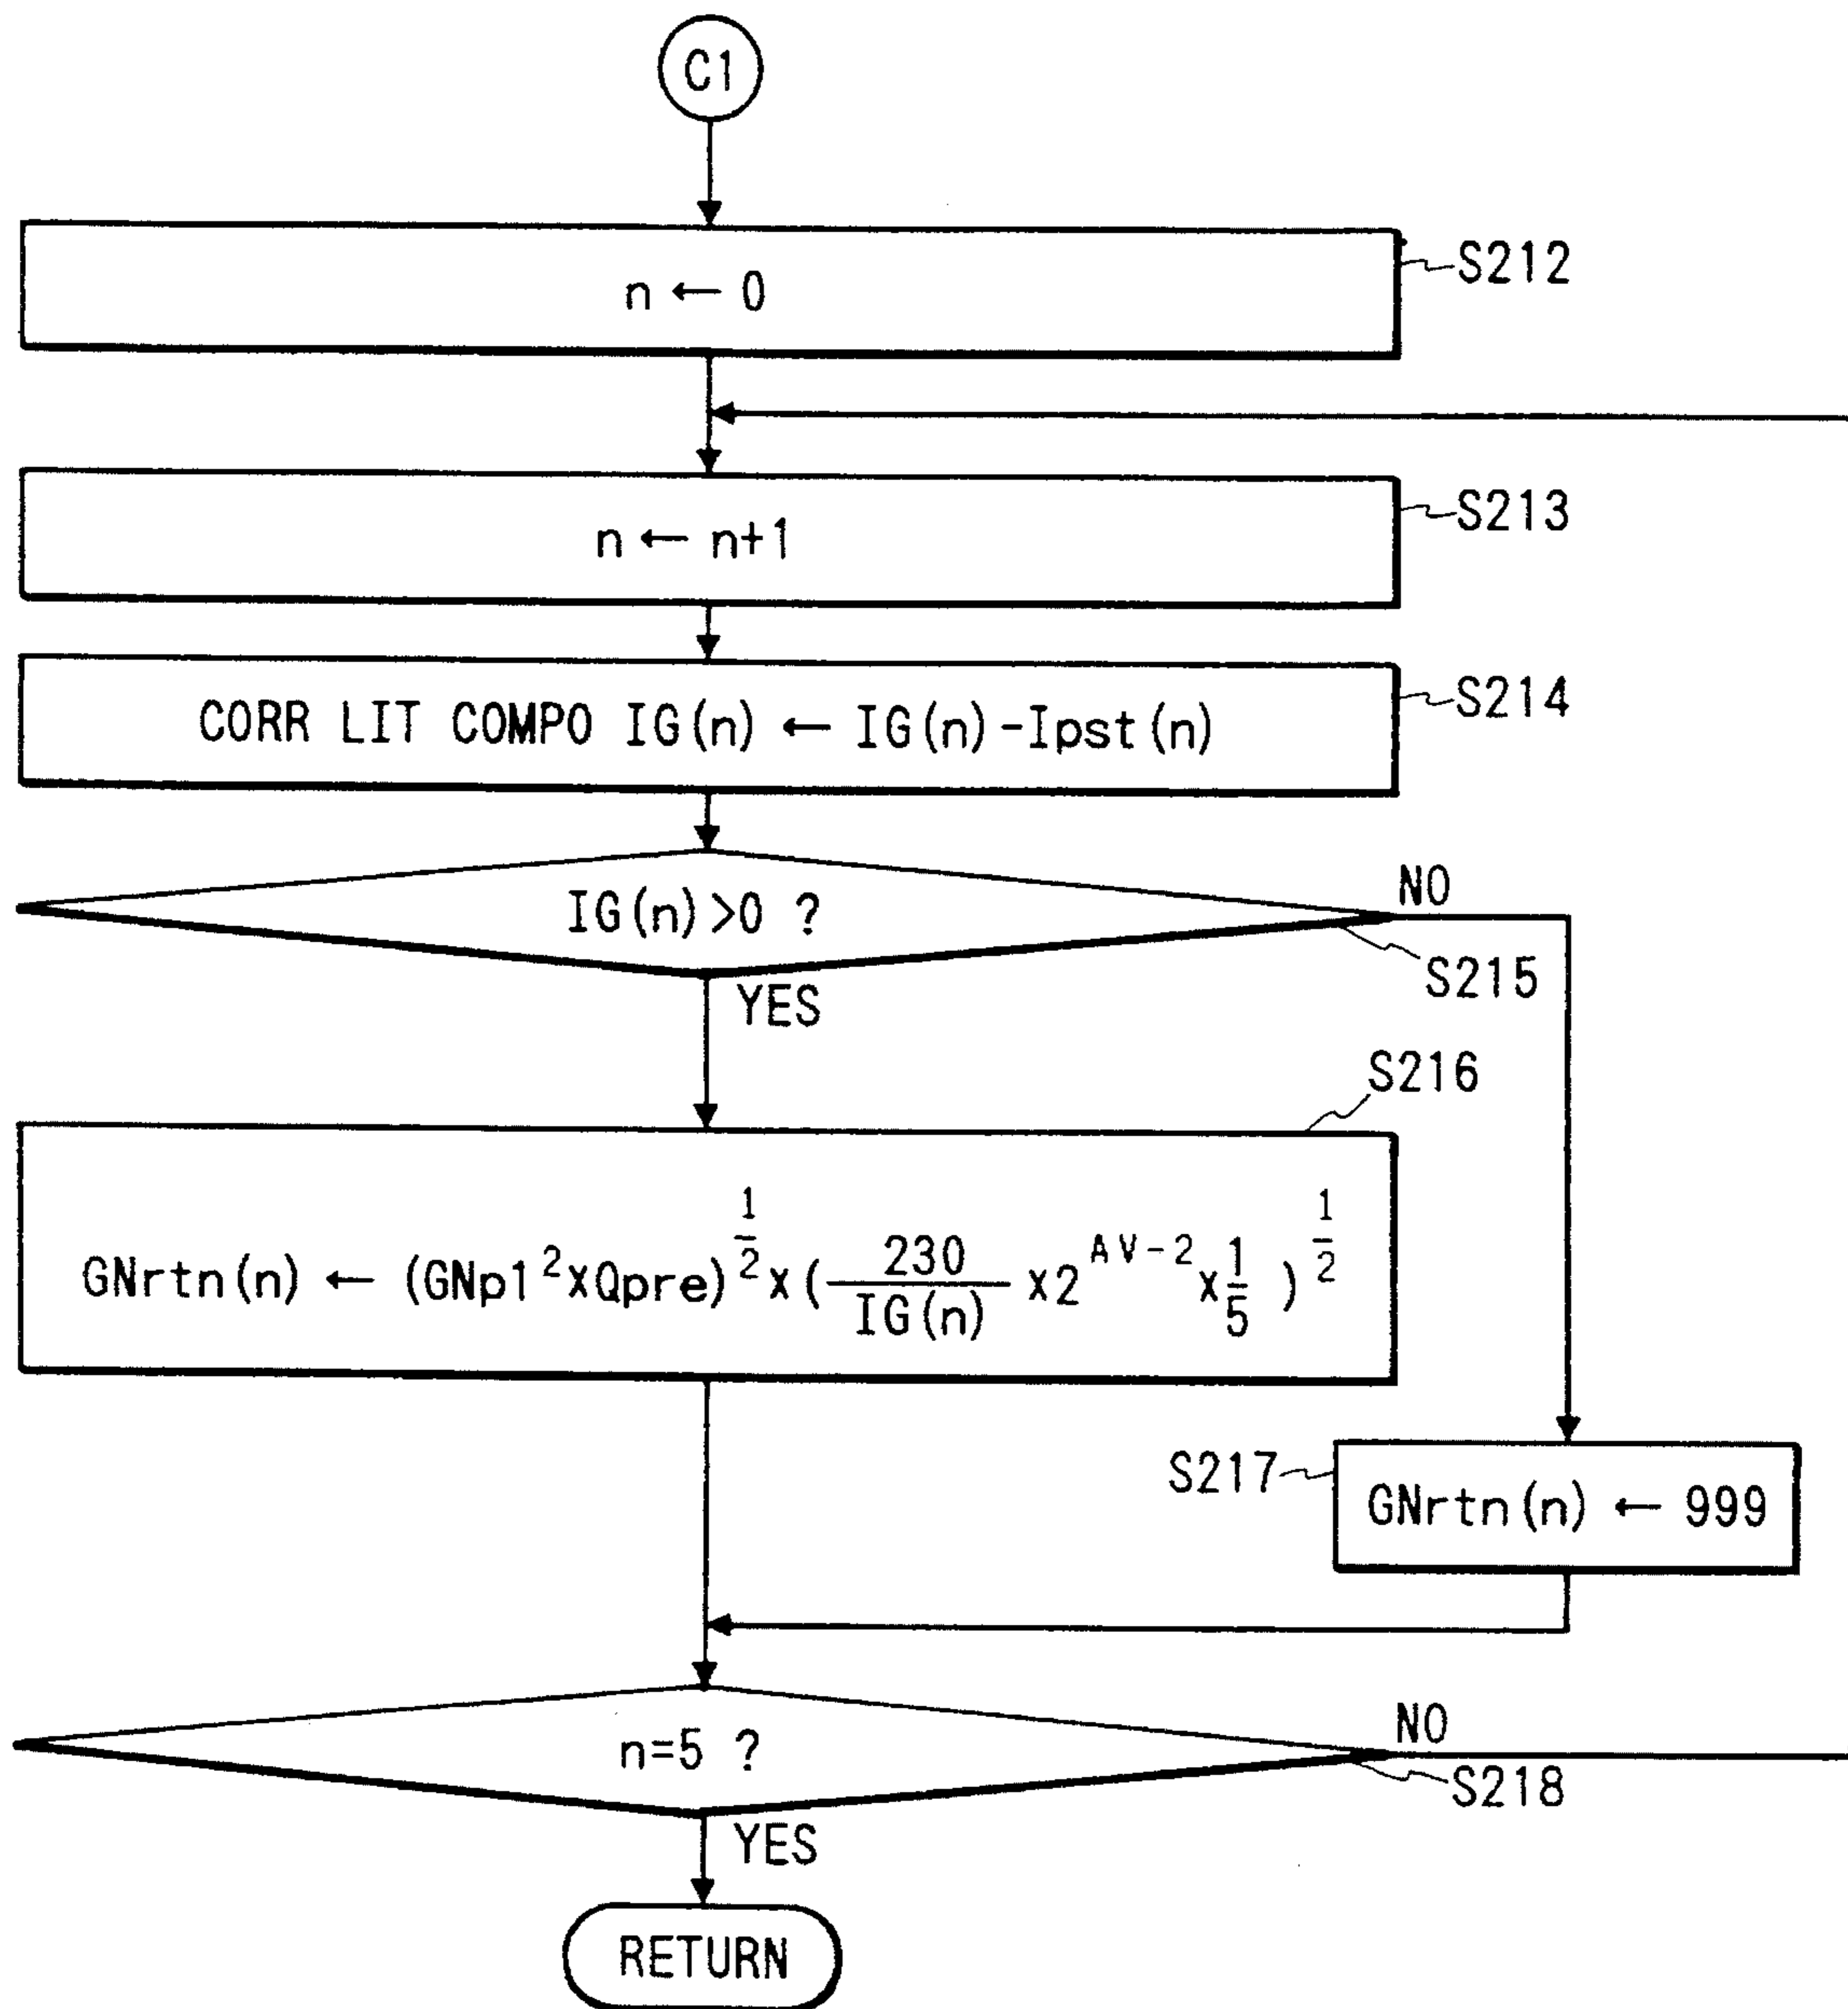 C1
n ← 0
S212
n ← n+1
S213
CORR LIT COMPO IG(n) ← IG(n)-Ipst(n)
S214
IG(n)>0 ?
NO
S215
YES
S216
GNrtn(n) ← (GNp1²xQpre)^{1/2} x (230/IG(n) x2^{AV-2} x 1/5)^{1/2}
S217
GNrtn(n) ← 999
n=5 ?
NO
S218
YES
RETURN